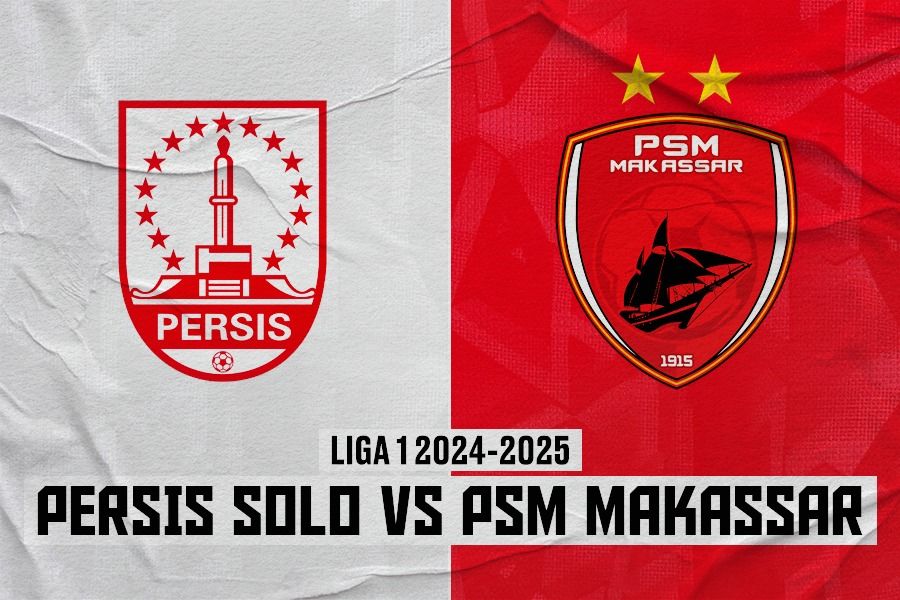 PERSIS
PSM
MAKASSAR
1915
LIGA 1 2024-2025
PERSIS SOLO VS PSM MAKASSAR